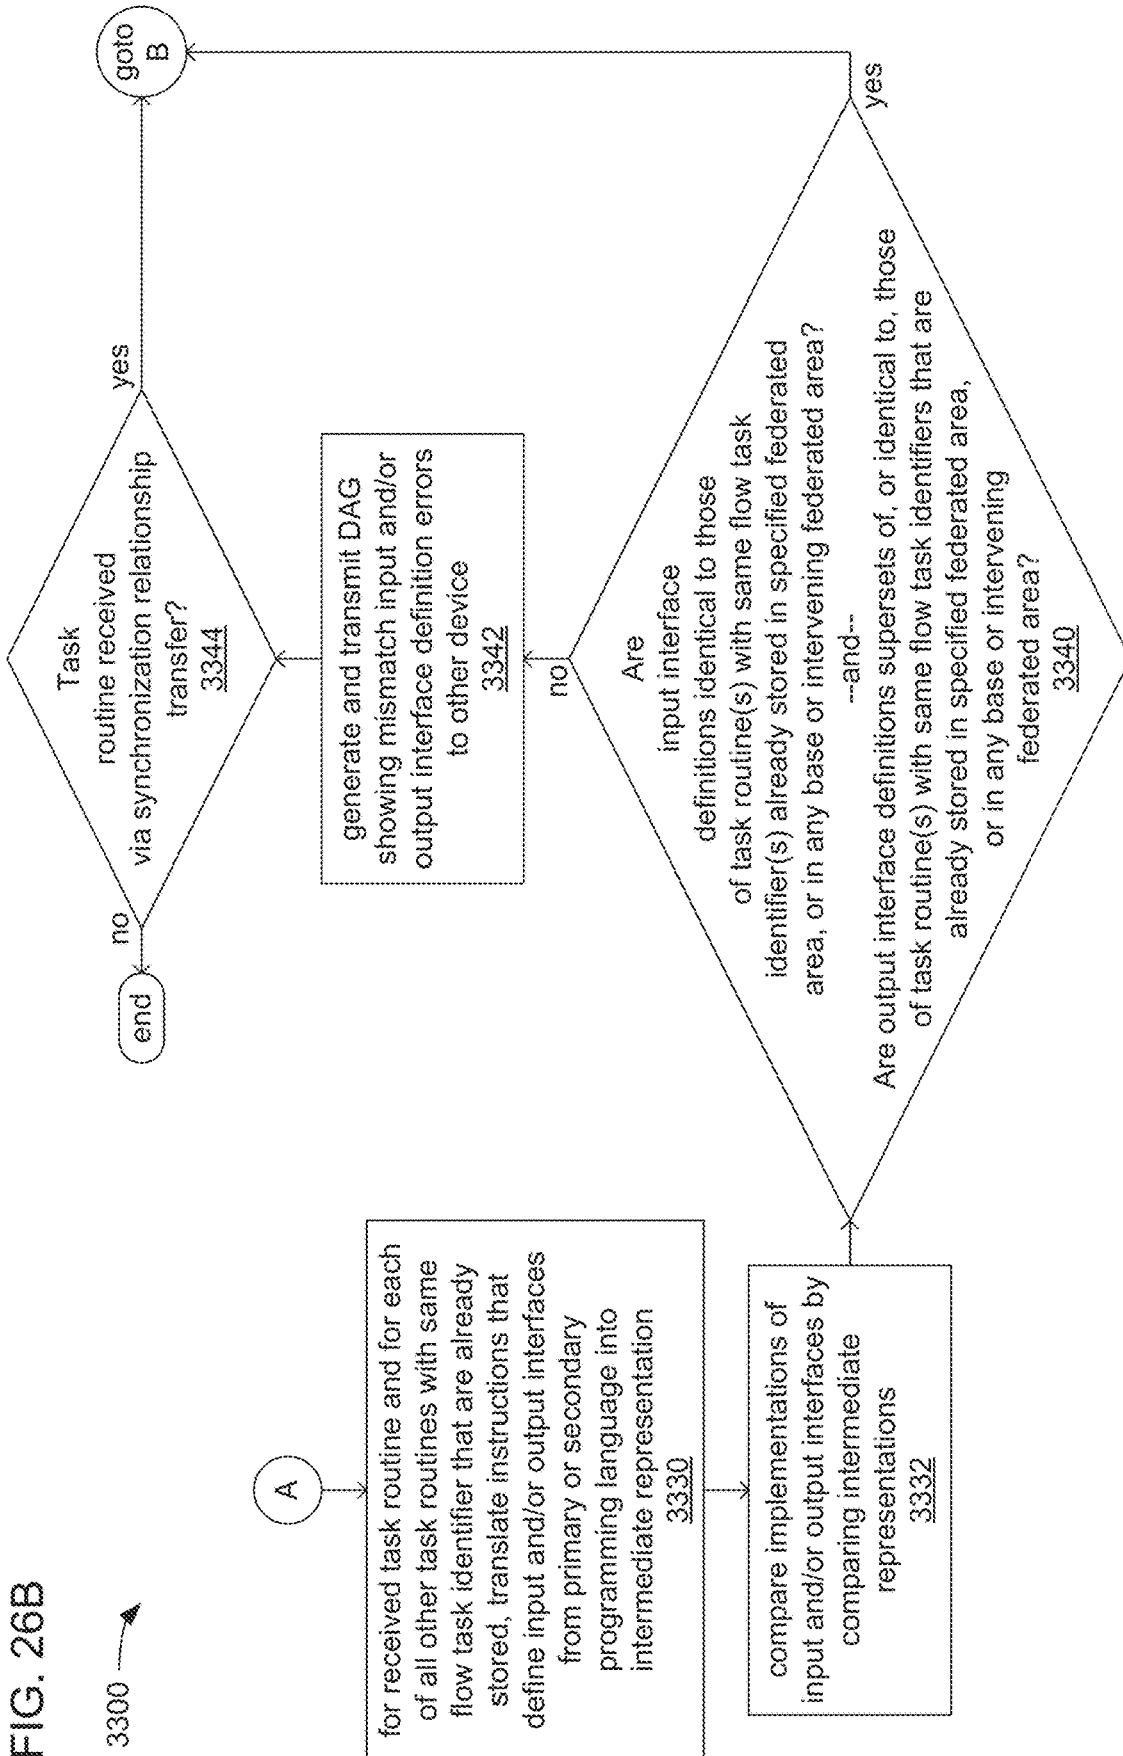 FIG. 26B
3300
A
for received task routine and for each
of all other task routines with same
flow task identifier that are already
stored, translate instructions that
define input and/or output interfaces
from primary or secondary
programming language into
intermediate representation
3330
compare implementations of
input and/or output interfaces by
comparing intermediate
representations
3332
Are
input interface
definitions identical to those
of task routine(s) with same flow task
identifier(s) already stored in specified federated
area, or in any base or intervening federated area?
--and--
Are output interface definitions supersets of, or identical to, those
of task routine(s) with same flow task identifiers that are
already stored in specified federated area,
or in any base or intervening
federated area?
3340
no
yes
generate and transmit DAG
showing mismatch input and/or
output interface definition errors
to other device
3342
Task
routine received
via synchronization relationship
transfer?
3344
no
yes
end
goto
B